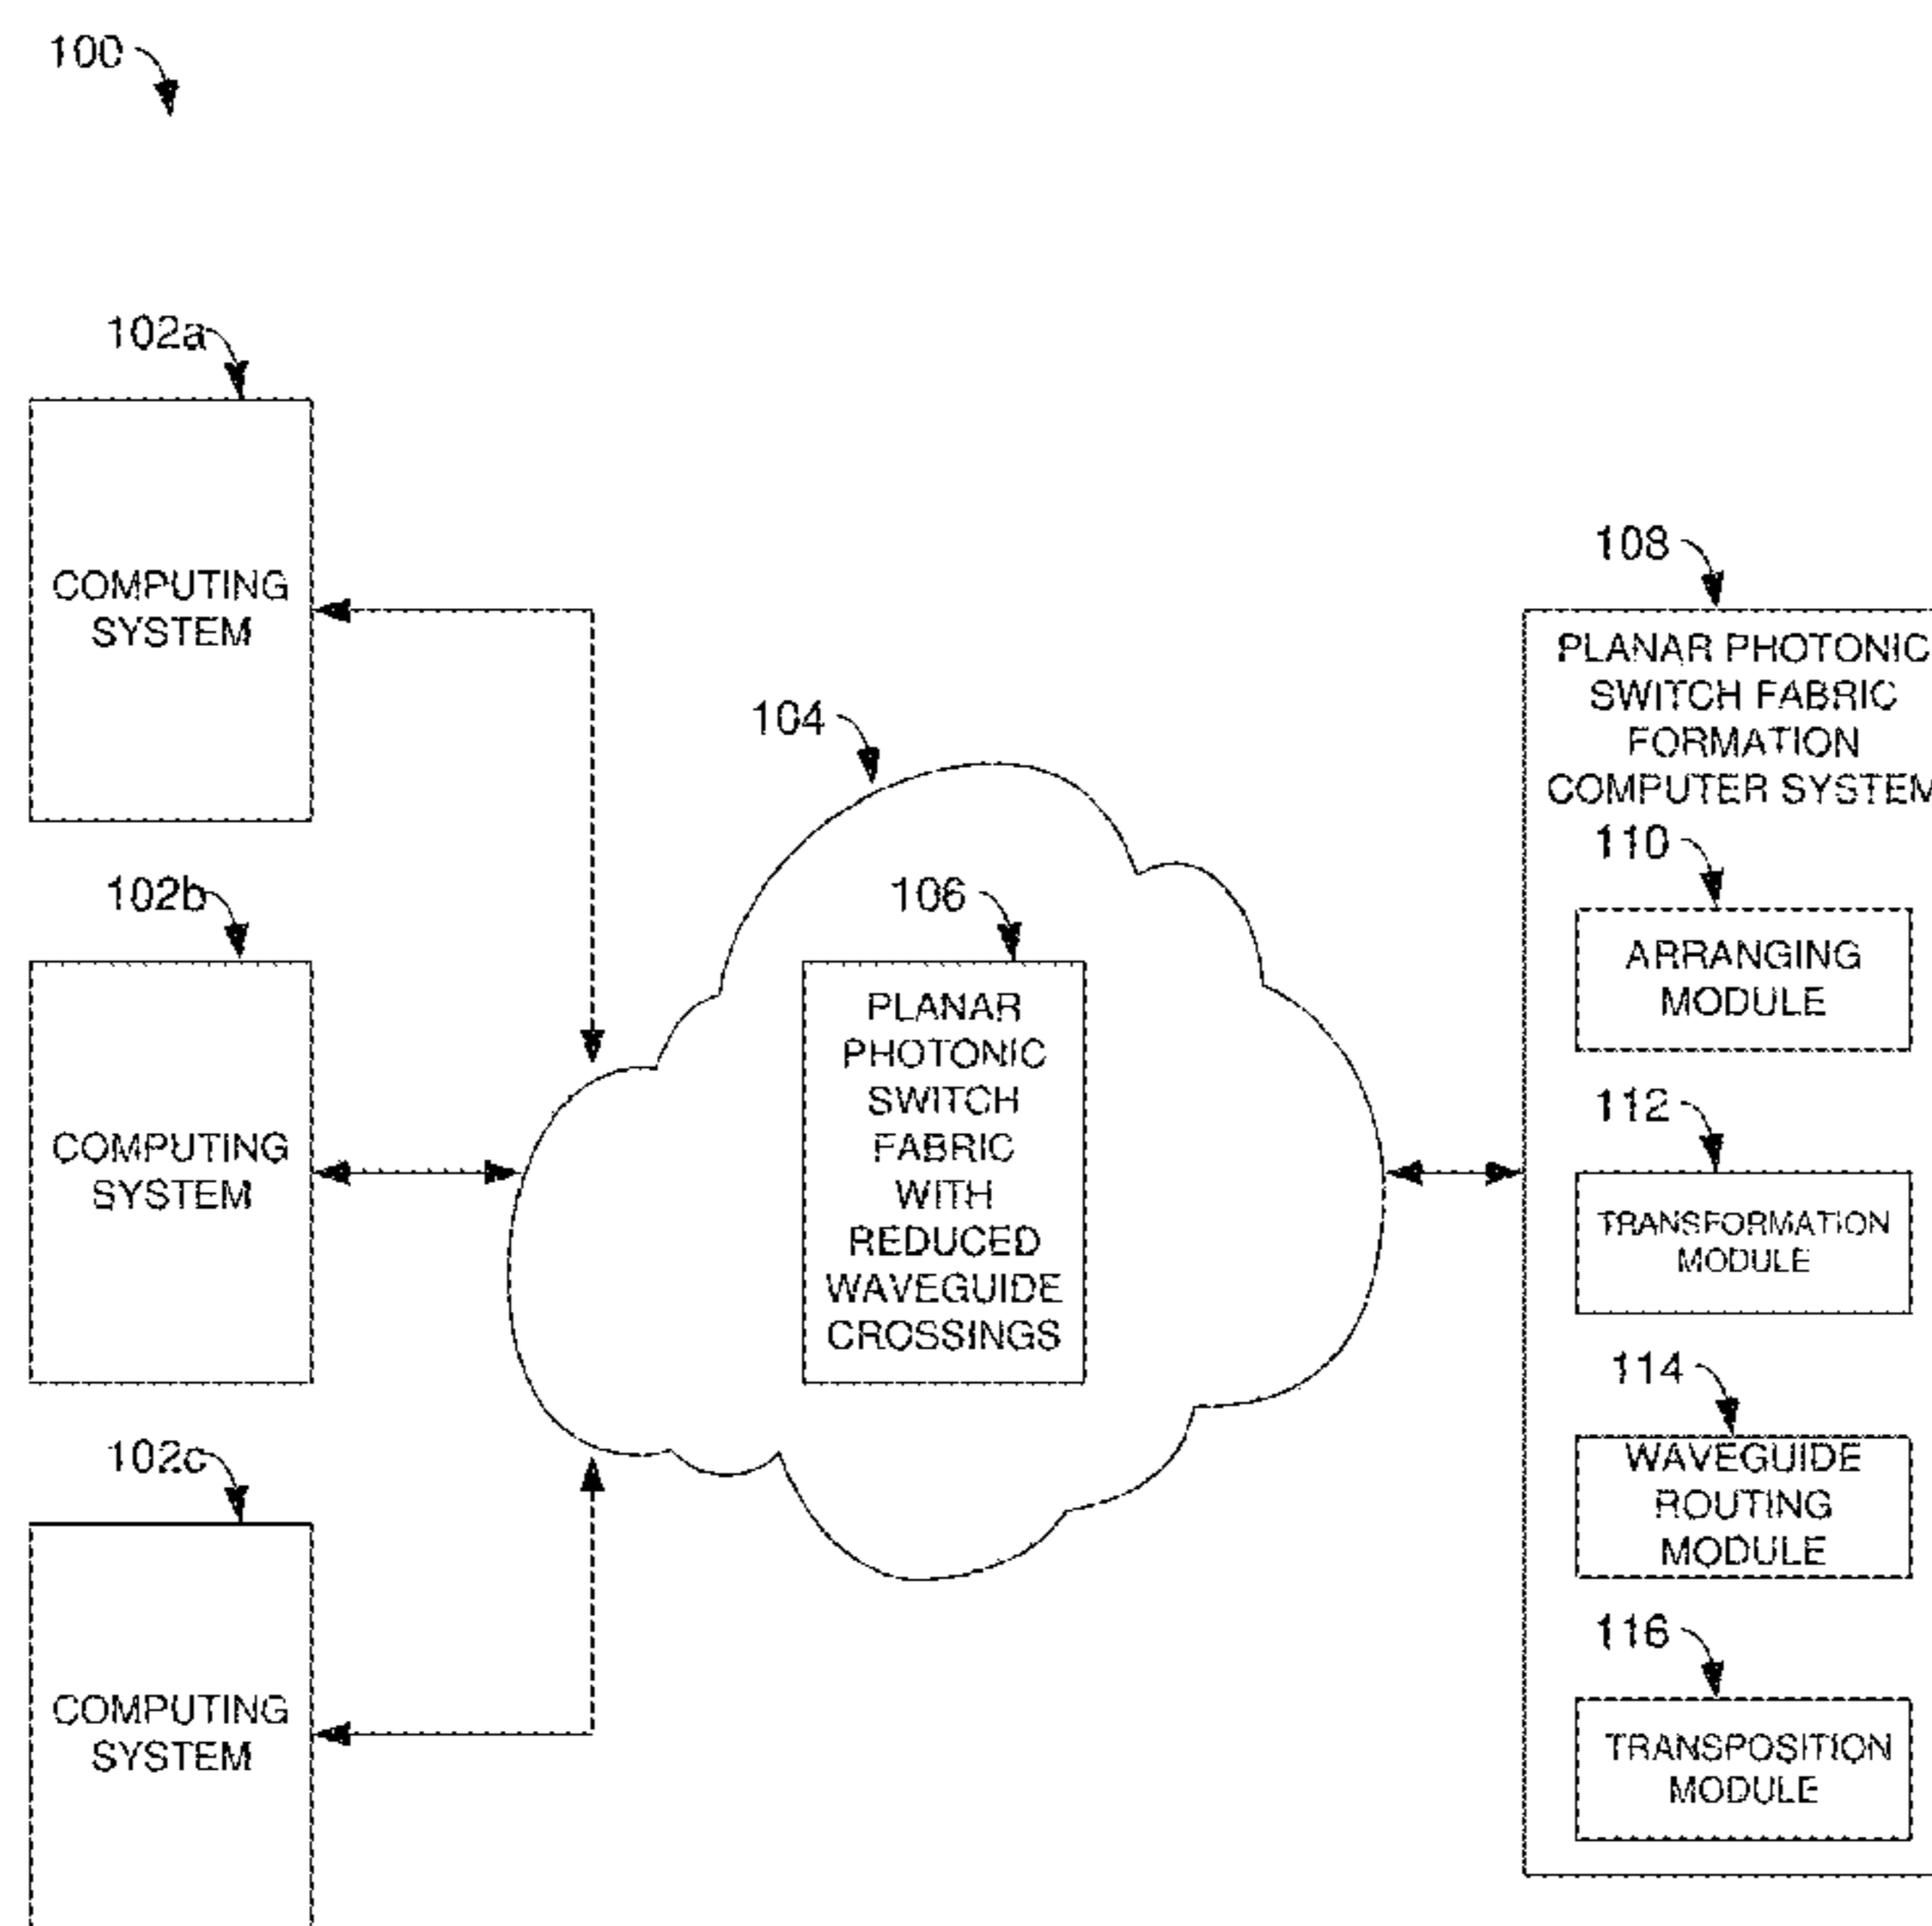 100
102a
COMPUTING
SYSTEM
102b
COMPUTING
SYSTEM
102c
COMPUTING
SYSTEM
104
106
PLANAR
PHOTONIC
SWITCH
FABRIC
WITH
REDUCED
WAVEGUIDE
CROSSINGS
108
PLANAR PHOTONIC
SWITCH FABRIC
FORMATION
COMPUTER SYSTEM
110
ARRANGING
MODULE
112
TRANSFORMATION
MODULE
114
WAVEGUIDE
ROUTING
MODULE
116
TRANSPOSITION
MODULE